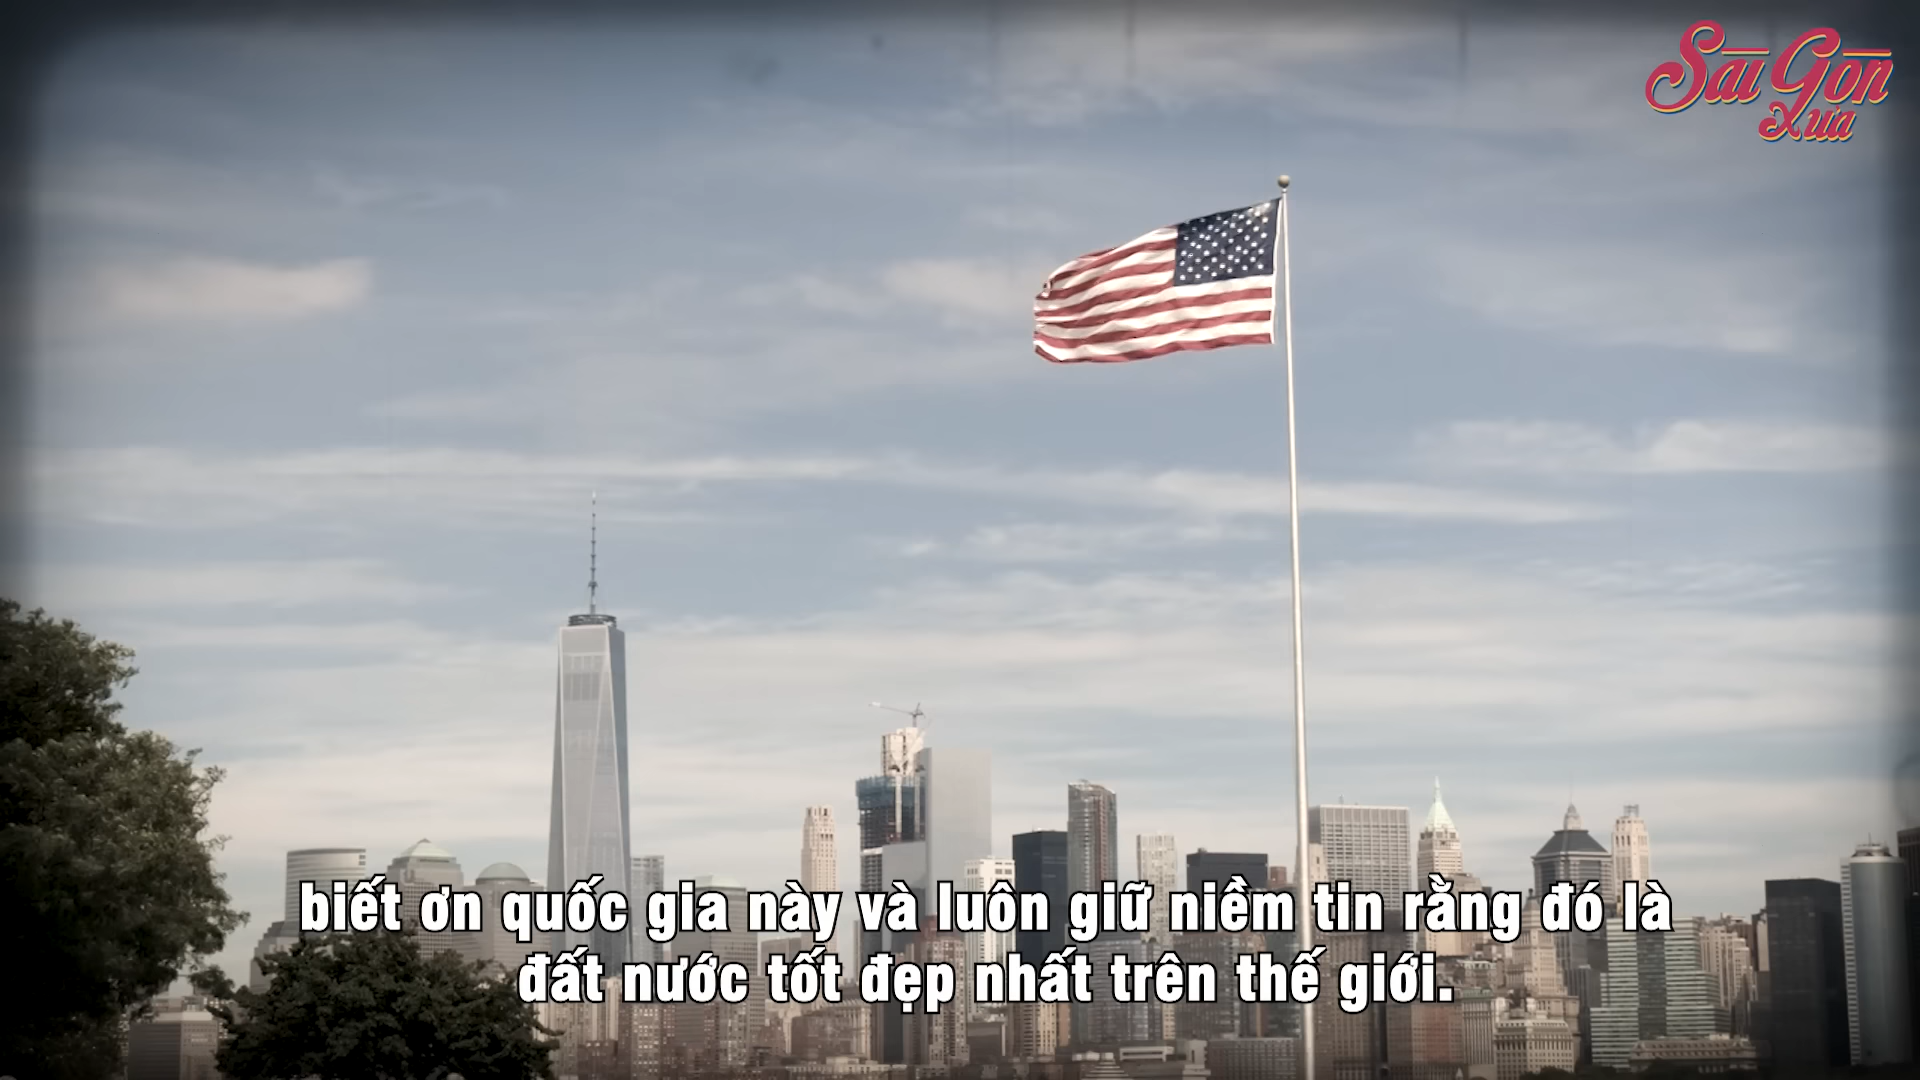 Sài Gòn
Xưa
biết ơn quốc gia này và luôn giữ niềm tin rằng đó là
đất nước tốt đẹp nhất trên thế giới.